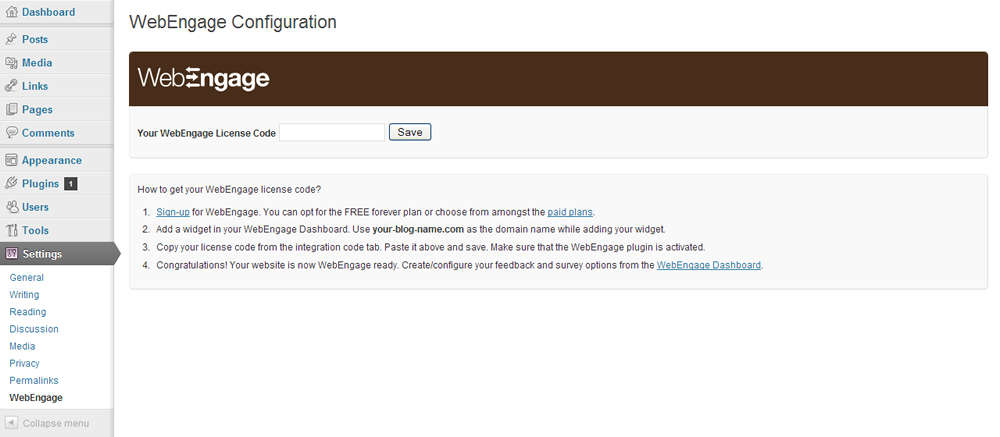 Dashboard
Posts
Media
Links
Pages
Comments
Appearance
Plugins 1
Users
Tools
Settings
General
Writing
Reading
Discussion
Media
Privacy
Permalinks
WebEngage
Collapse menu
WebEngage Configuration
WebEngage
Your WebEngage License Code Save
How to get your WebEngage license code?
1. Sign-up for WebEngage. You can opt for the FREE forever plan or choose from amongst the paid plans.
2. Add a widget in your WebEngage Dashboard. Use your-blog-name.com as the domain name while adding your widget.
3. Copy your license code from the integration code tab. Paste it above and save. Make sure that the WebEngage plugin is activated.
4. Congratulations! Your website is now WebEngage ready. Create/configure your feedback and survey options from the WebEngage Dashboard.